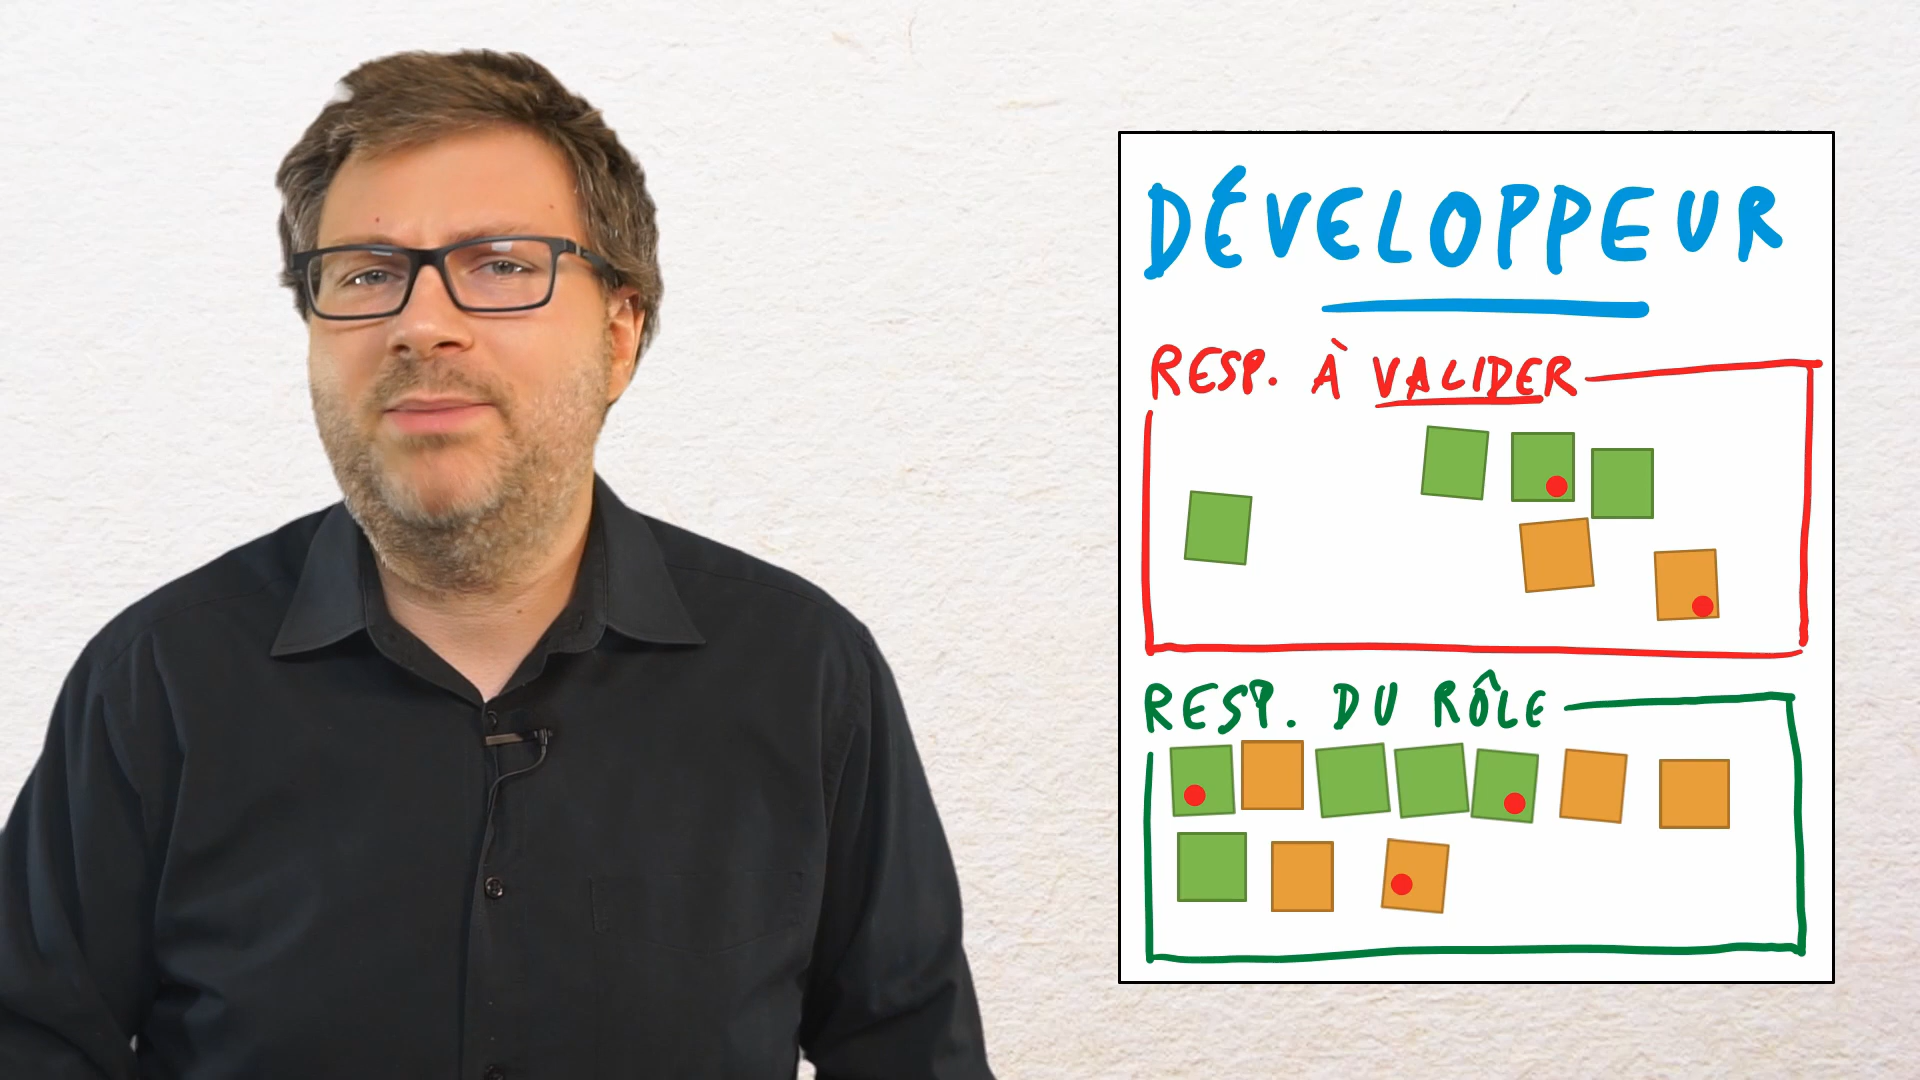 DÉVELOPPEUR
RESP. À VALIDER
RESP. DU RÔLE